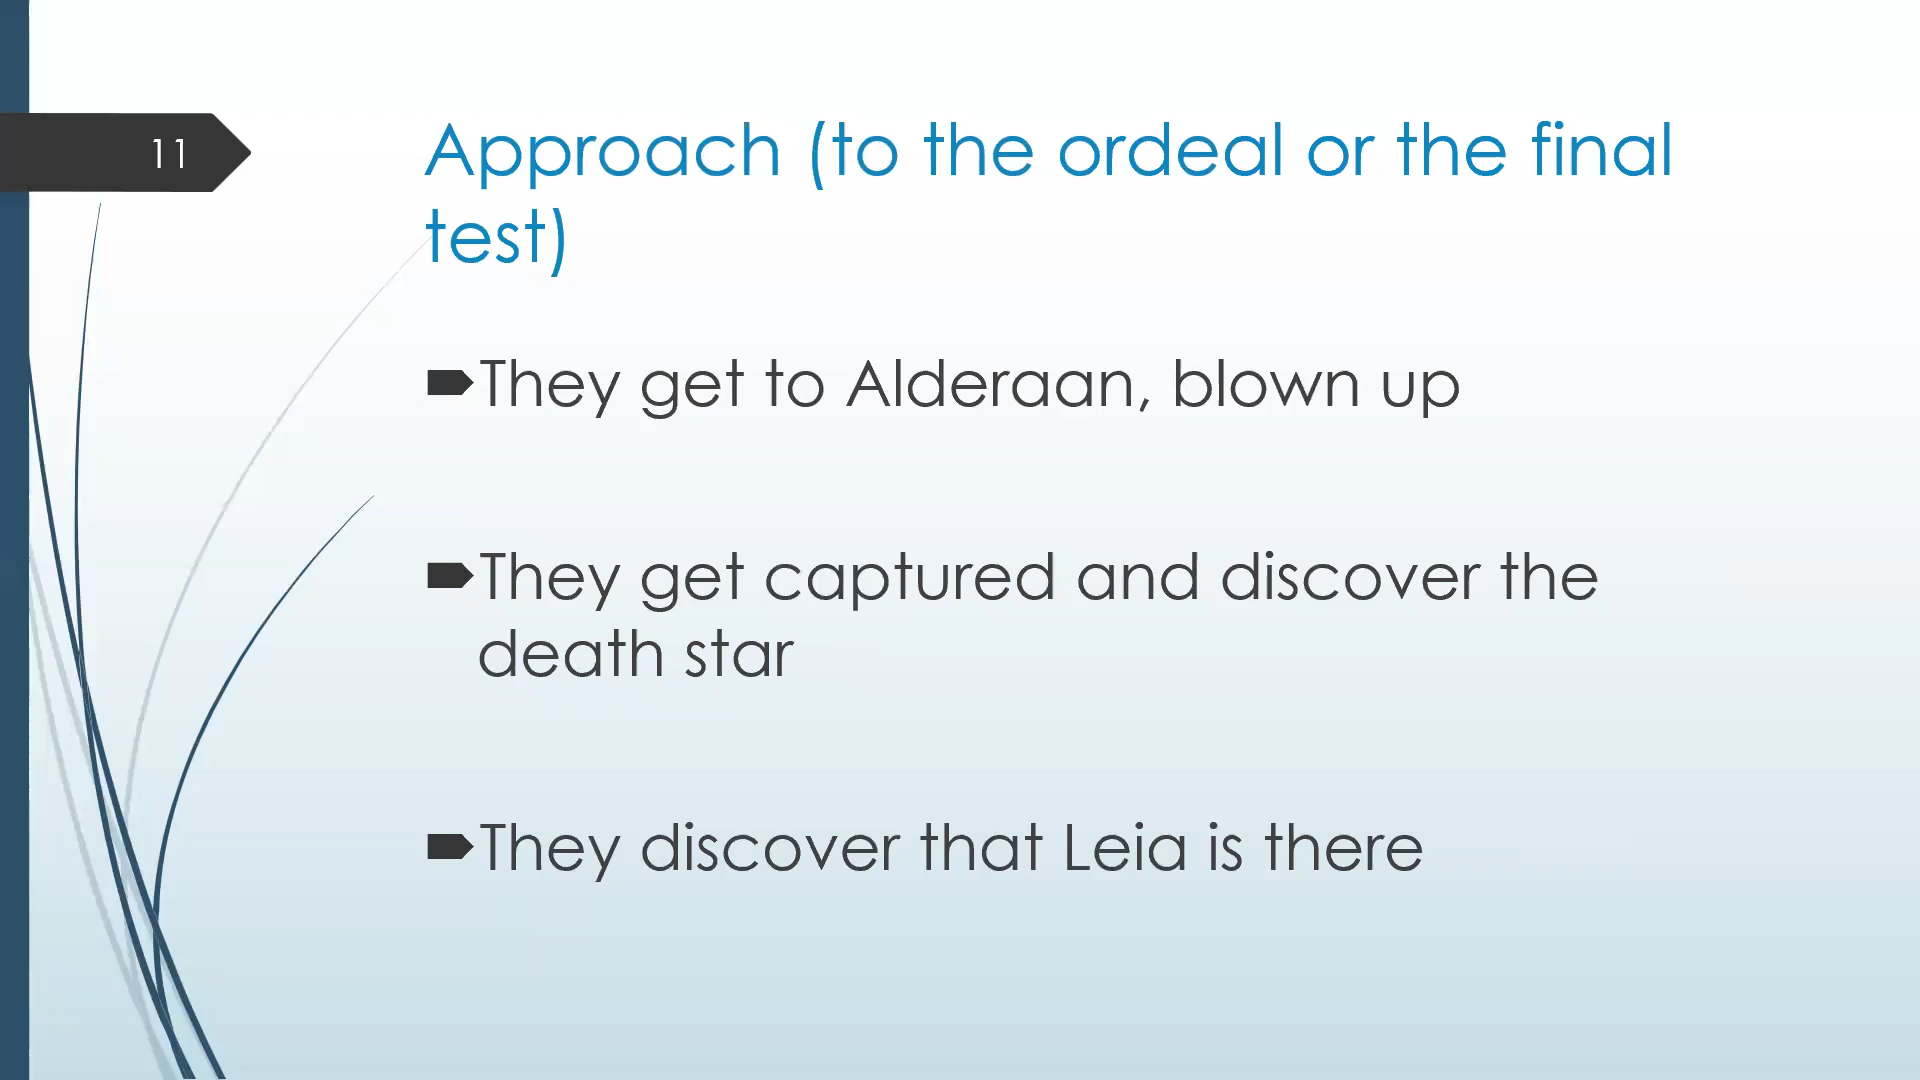 11
Approach (to the ordeal or the final
test)
They get to Alderaan, blown up
They get captured and discover the
death star
They discover that Leia is there